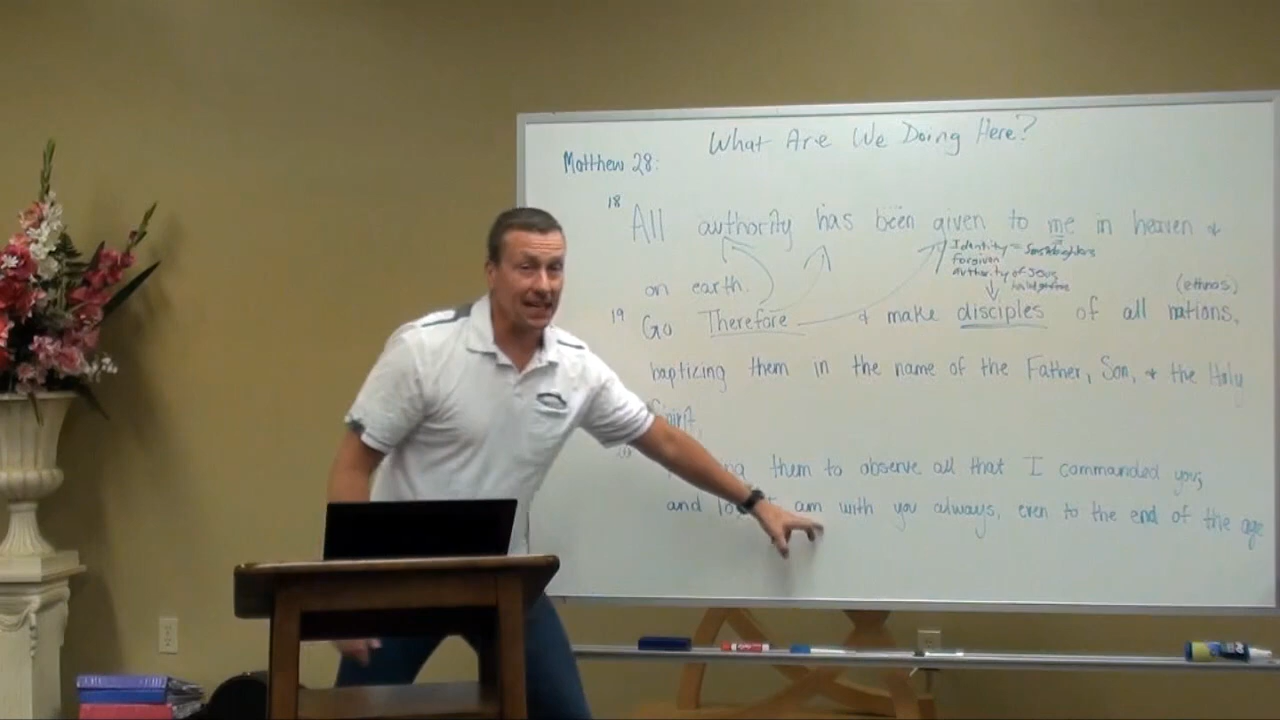 What Are We Doing Here?
Matthew 28:
18 All authority has been given to me in heaven &
Identity =
forgiven
authority of Jesus
on earth.
(ethnos)
19 Go Therefore & make disciples of all nations,
baptizing them in the name of the Father, Son, & the Holy
them to observe all that I commanded you;
and am with you always, even to the end of the age